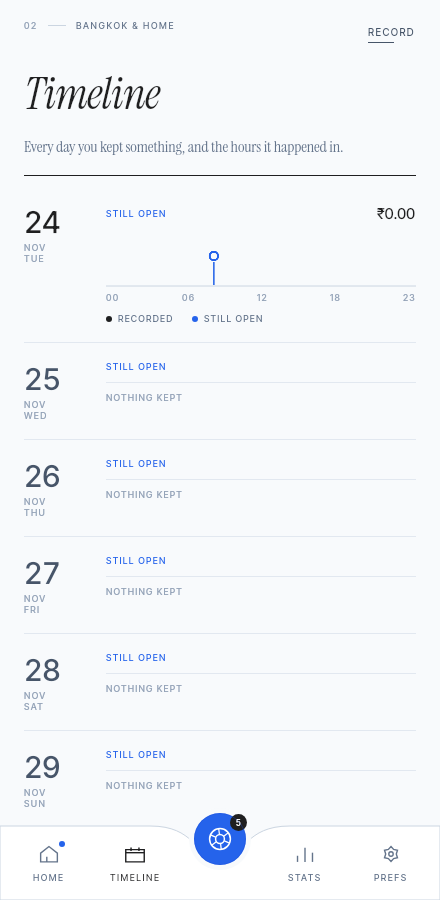 02 BANGKOK & HOME
RECORD
Timeline
Every day you kept something, and the hours it happened in.
24
NOV
TUE
STILL OPEN
₹0.00
00 06 12 18 23
RECORDED STILL OPEN
25
NOV
WED
STILL OPEN
NOTHING KEPT
26
NOV
THU
STILL OPEN
NOTHING KEPT
27
NOV
FRI
STILL OPEN
NOTHING KEPT
28
NOV
SAT
STILL OPEN
NOTHING KEPT
29
NOV
SUN
STILL OPEN
NOTHING KEPT
5
HOME TIMELINE STATS PREFS